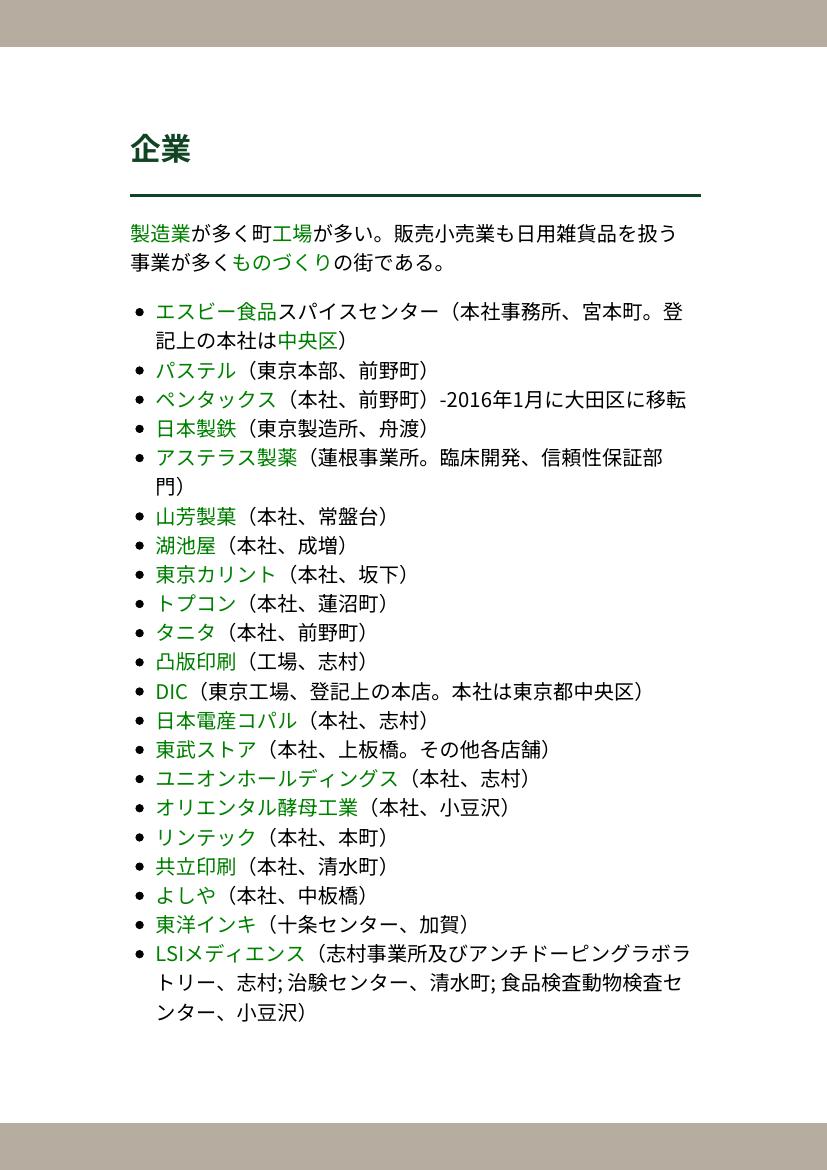 企業
製造業が多く町工場が多い。販売小売業も日用雑貨品を扱う
事業が多くものづくりの街である。
• エスビー食品スパイスセンター（本社事務所、宮本町。登
記上の本社は中央区）
• パステル（東京本部、前野町）
• ペンタックス（本社、前野町）-2016年1月に大田区に移転
• 日本製鉄（東京製造所、舟渡）
• アステラス製薬（蓮根事業所。臨床開発、信頼性保証部
門）
• 山芳製菓（本社、常盤台）
• 湖池屋（本社、成増）
• 東京カリント（本社、坂下）
• トプコン（本社、蓮沼町）
• タニタ（本社、前野町）
• 凸版印刷（工場、志村）
• DIC（東京工場、登記上の本店。本社は東京都中央区）
• 日本電産コパル（本社、志村）
• 東武ストア（本社、上板橋。その他各店舗）
• ユニオンホールディングス（本社、志村）
• オリエンタル酵母工業（本社、小豆沢）
• リンテック（本社、本町）
• 共立印刷（本社、清水町）
• よしや（本社、中板橋）
• 東洋インキ（十条センター、加賀）
• LSIメディエンス（志村事業所及びアンチドーピングラボラ
トリー、志村; 治験センター、清水町; 食品検査動物検査セ
ンター、小豆沢）